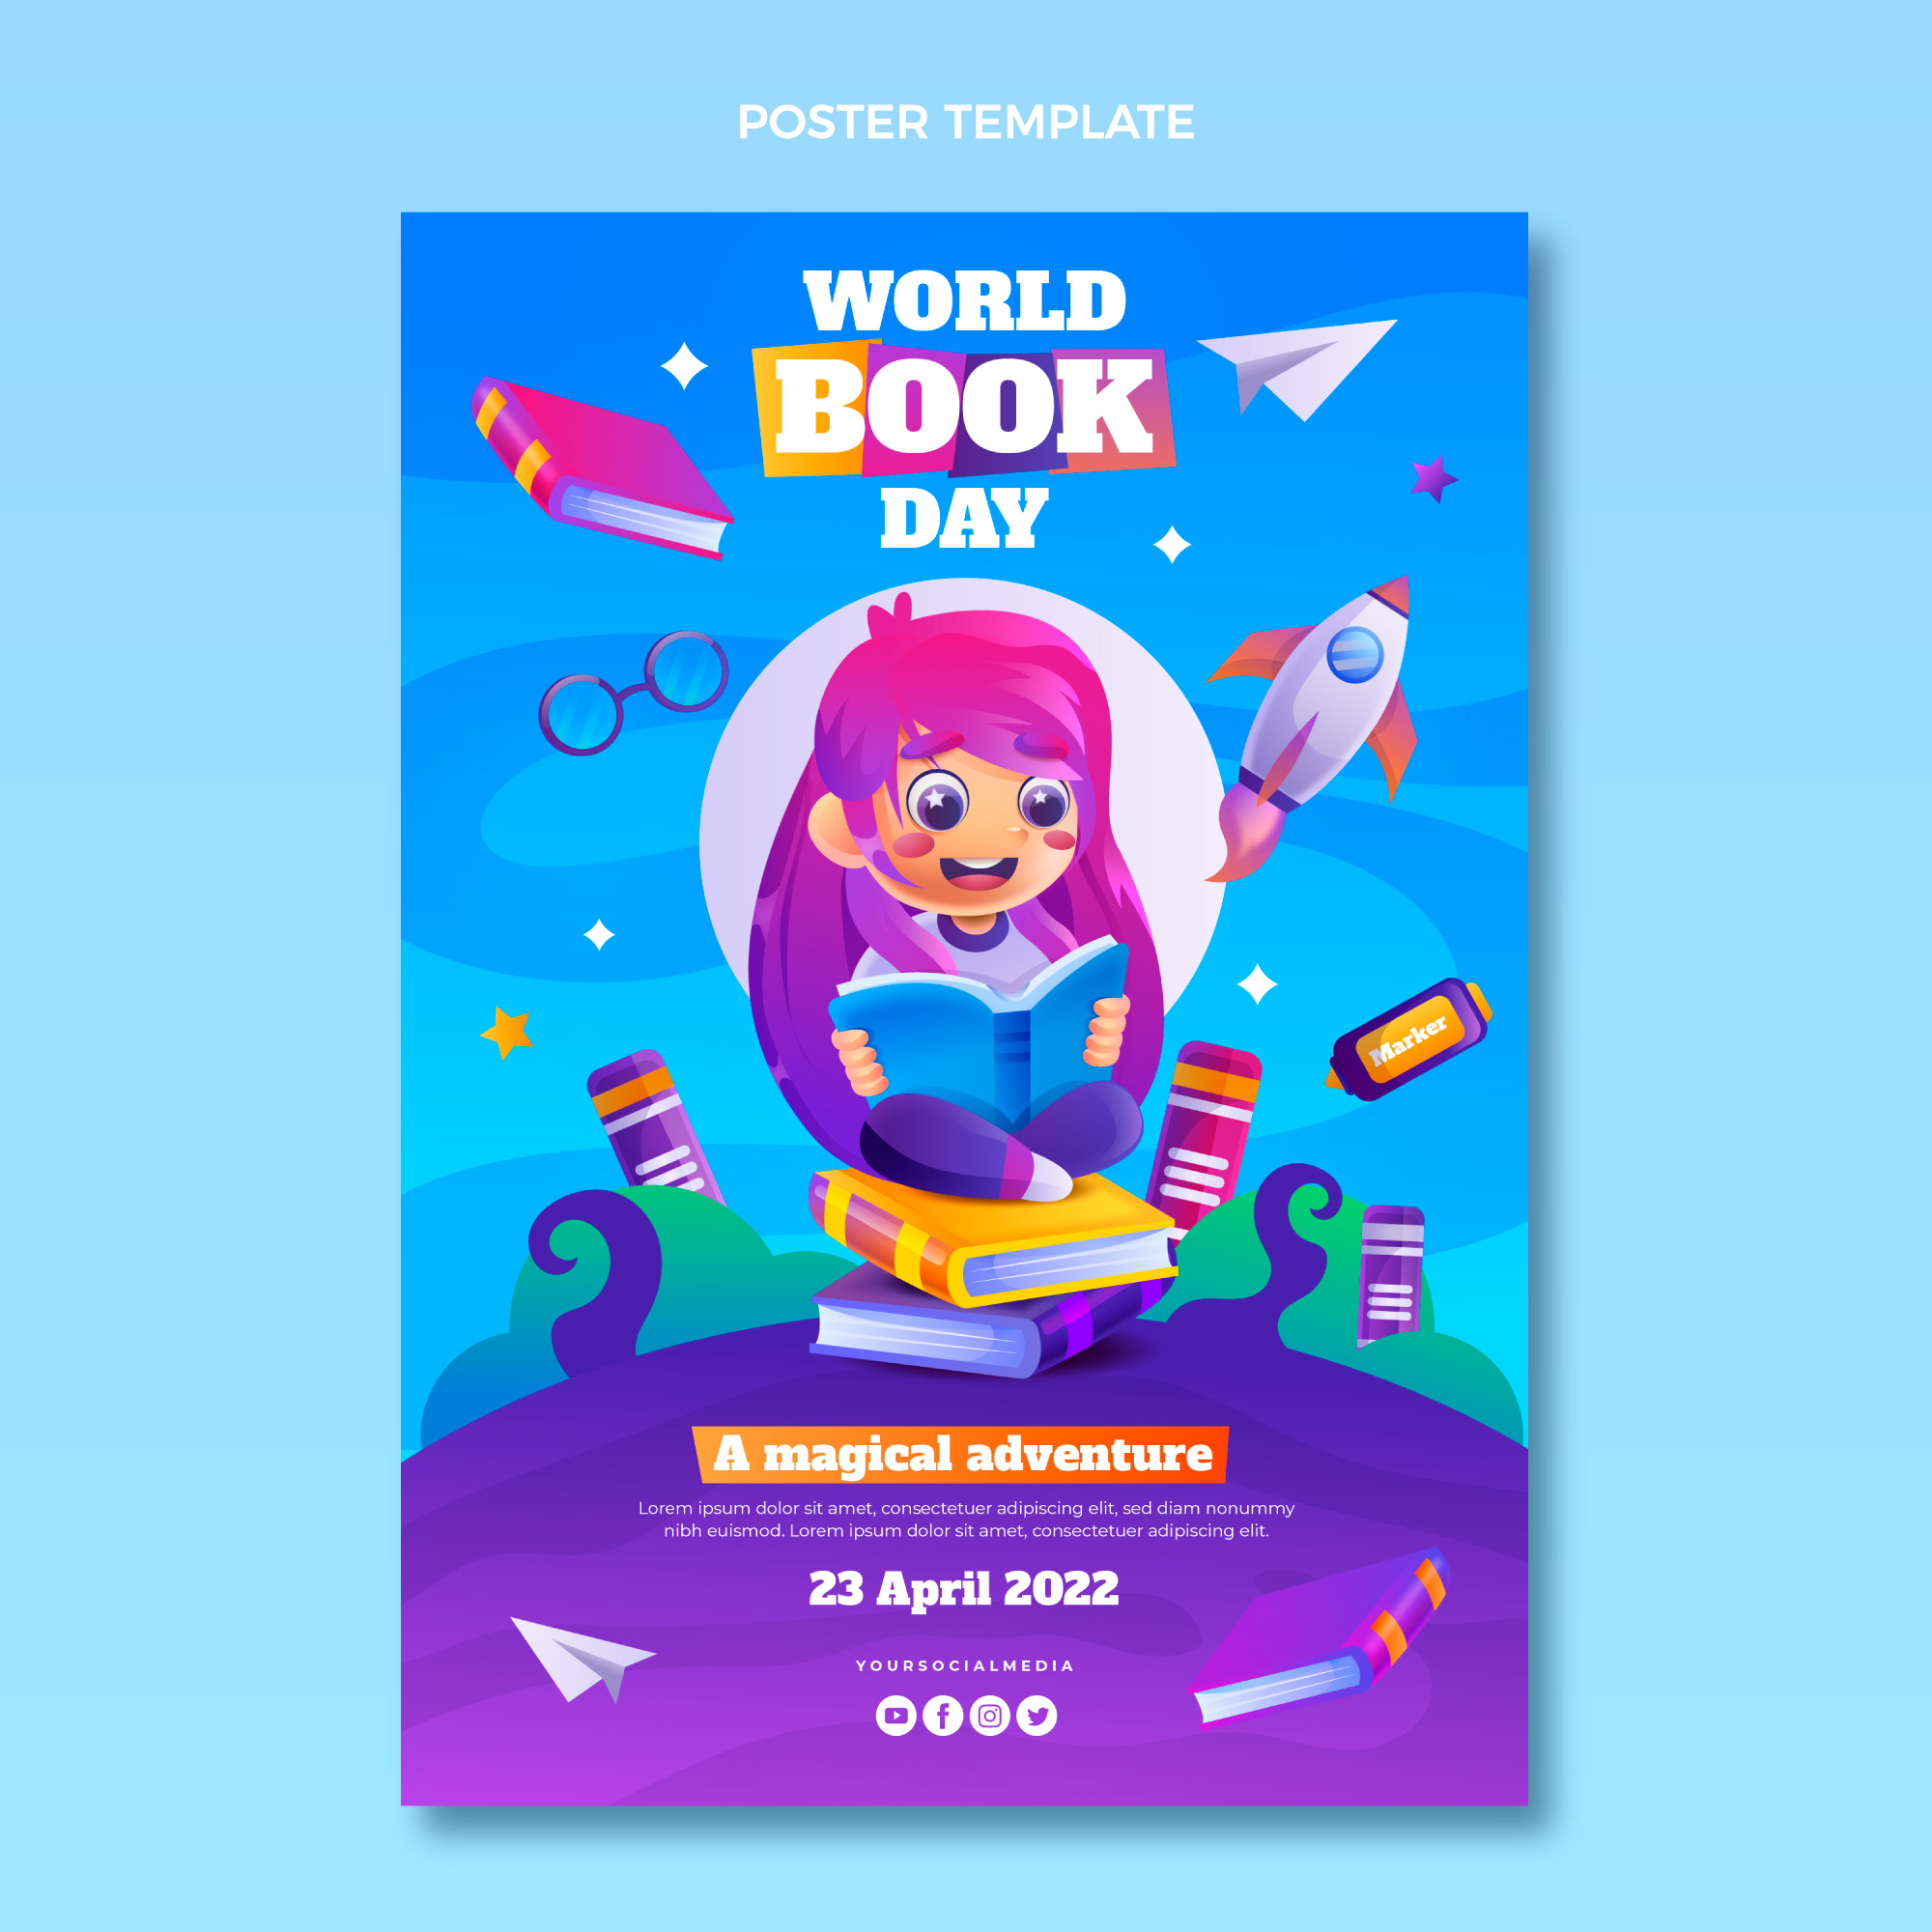 POSTER TEMPLATE
WORLD
BOOK
DAY
Marker
A magical adventure
Lorem ipsum dolor sit amet, consectetuer adipiscing elit, sed diam nonummy
nibh euismod. Lorem ipsum dolor sit amet, consectetuer adipiscing elit.
23 April 2022
YOURSOCIALMEDIA